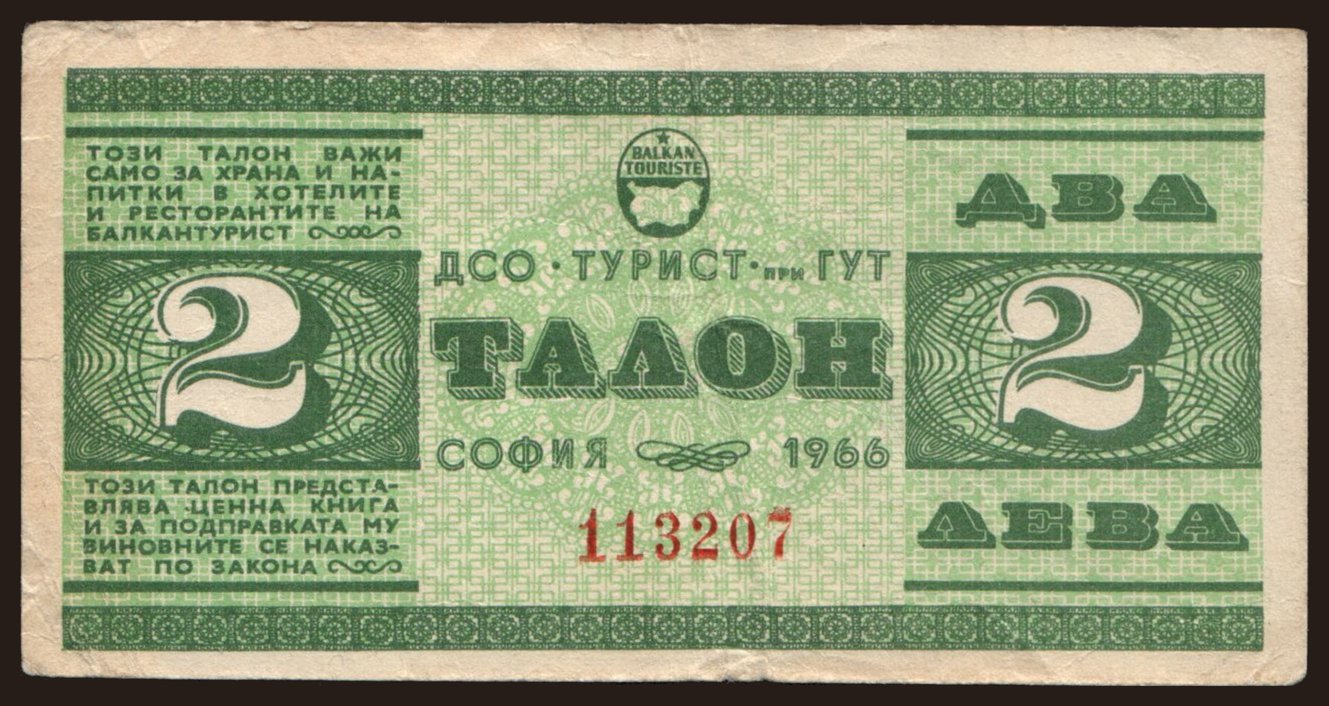 ТОЗИ ТАЛОН ВАЖИ
САМО ЗА ХРАНА И НА-
ПИТКИ В ХОТЕЛИТЕ
И РЕСТОРАНТИТЕ НА
БАЛКАНТУРИСТ
2
ТОЗИ ТАЛОН ПРЕДСТА-
ВЛЯВА ЦЕННА КНИГА
И ЗА ПОДПРАВКАТА МУ
ВИНОВНИТЕ СЕ НАКАЗ-
ВАТ ПО ЗАКОНА
BALKAN
TOURISTE
ДСО · ТУРИСТ · при ГУТ
ТАЛОН
СОФИЯ 1966
113207
ДВА
2
ЛЕВА